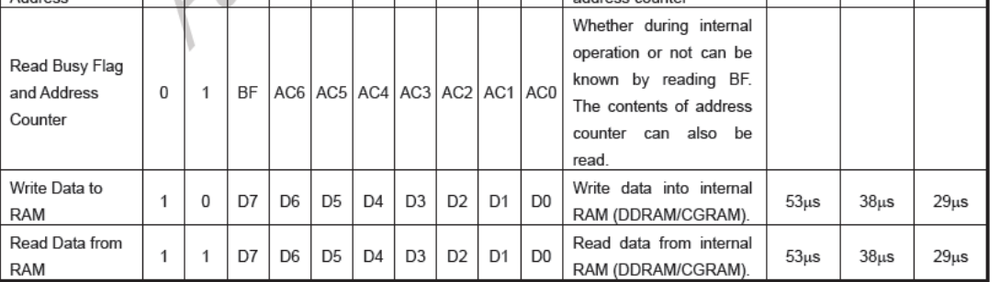 Address
address counter
Read Busy Flag
and Address
Counter
0 1 BF AC6 AC5 AC4 AC3 AC2 AC1 AC0
Whether during internal
operation or not can be
known by reading BF.
The contents of address
counter can also be
read.
Write Data to
RAM
1 0 D7 D6 D5 D4 D3 D2 D1 D0
Write data into internal
RAM (DDRAM/CGRAM).
53μs 38μs 29μs
Read Data from
RAM
1 1 D7 D6 D5 D4 D3 D2 D1 D0
Read data from internal
RAM (DDRAM/CGRAM).
53μs 38μs 29μs